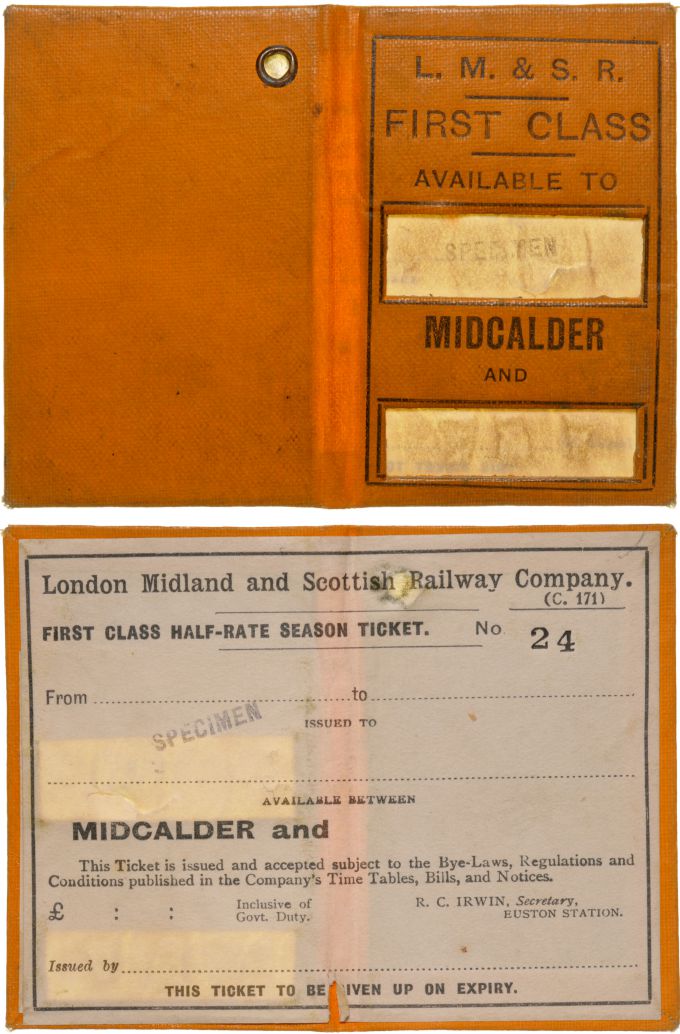 L. M. & S. R.
FIRST CLASS
AVAILABLE TO
SPECIMEN
MIDCALDER
AND
London Midland and Scottish Railway Company.
(C. 171)
FIRST CLASS HALF-RATE SEASON TICKET. No 24
From to
ISSUED TO
SPECIMEN
AVAILABLE BETWEEN
MIDCALDER and
This Ticket is issued and accepted subject to the Bye-Laws, Regulations and
Conditions published in the Company's Time Tables, Bills, and Notices.
£ : : Inclusive of Govt. Duty.
R. C. IRWIN, Secretary,
EUSTON STATION.
Issued by
THIS TICKET TO BE GIVEN UP ON EXPIRY.